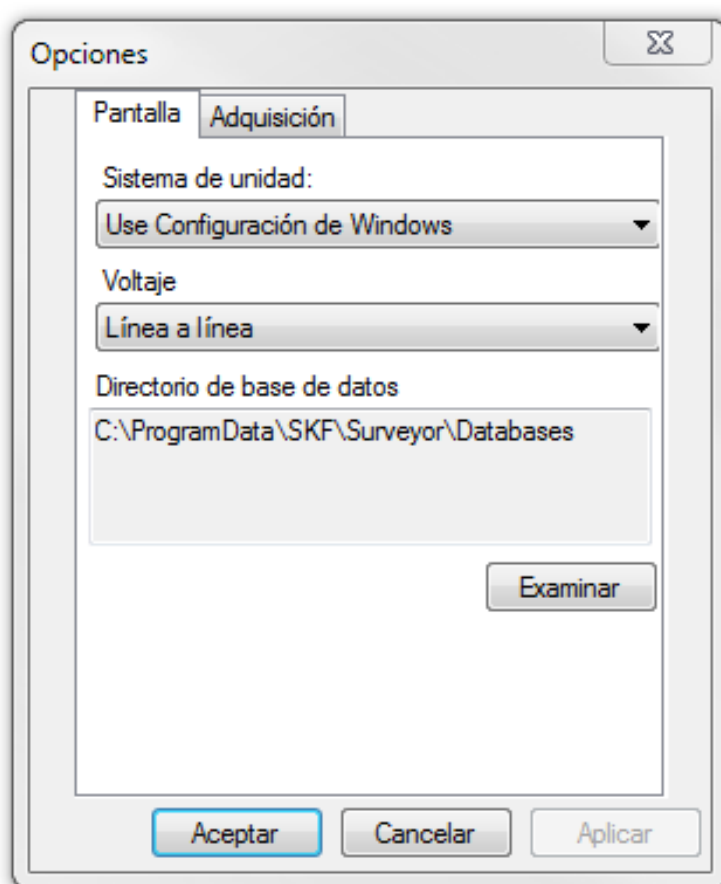 Opciones
Pantalla
Adquisición
Sistema de unidad:
Use Configuración de Windows
Voltaje
Línea a línea
Directorio de base de datos
C:\ProgramData\SKF\Surveyor\Databases
Examinar
Aceptar
Cancelar
Aplicar